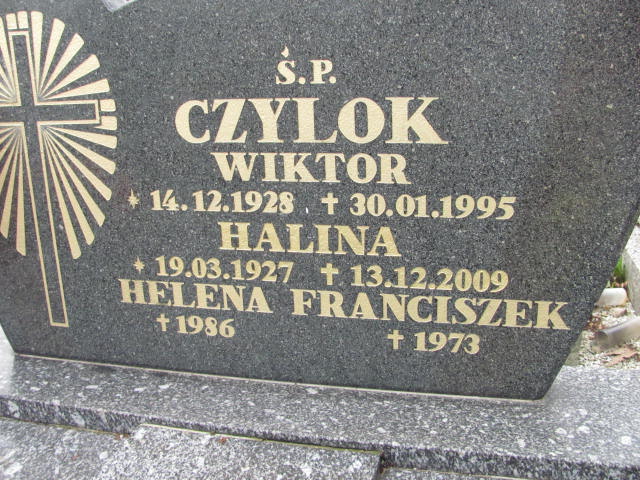 Ś.P.
CZYLOK
WIKTOR
* 14.12.1928 ✝ 30.01.1995
HALINA
* 19.03.1927 ✝ 13.12.2009
HELENA FRANCISZEK
✝ 1986 ✝ 1973